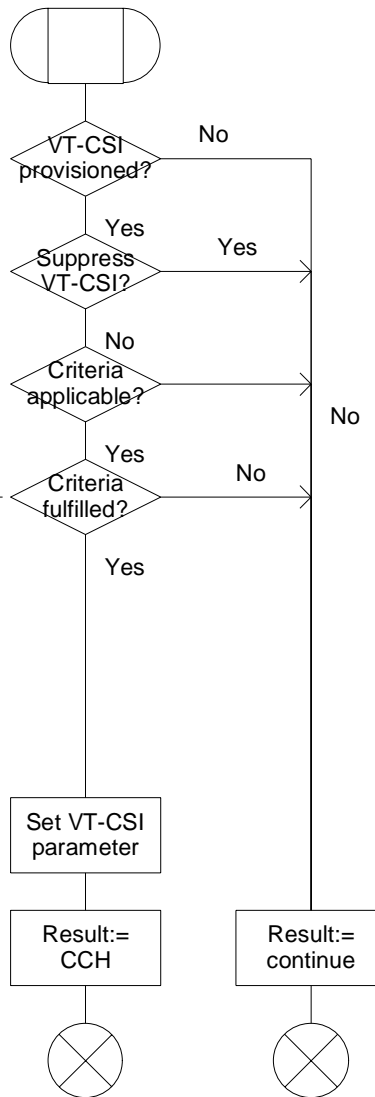 VT-CSI
provisioned?
No
Yes
Suppress
VT-CSI?
Yes
No
Criteria
applicable?
No
Yes
Criteria
fulfilled?
No
Yes
Set VT-CSI
parameter
Result:=
CCH
Result:=
continue